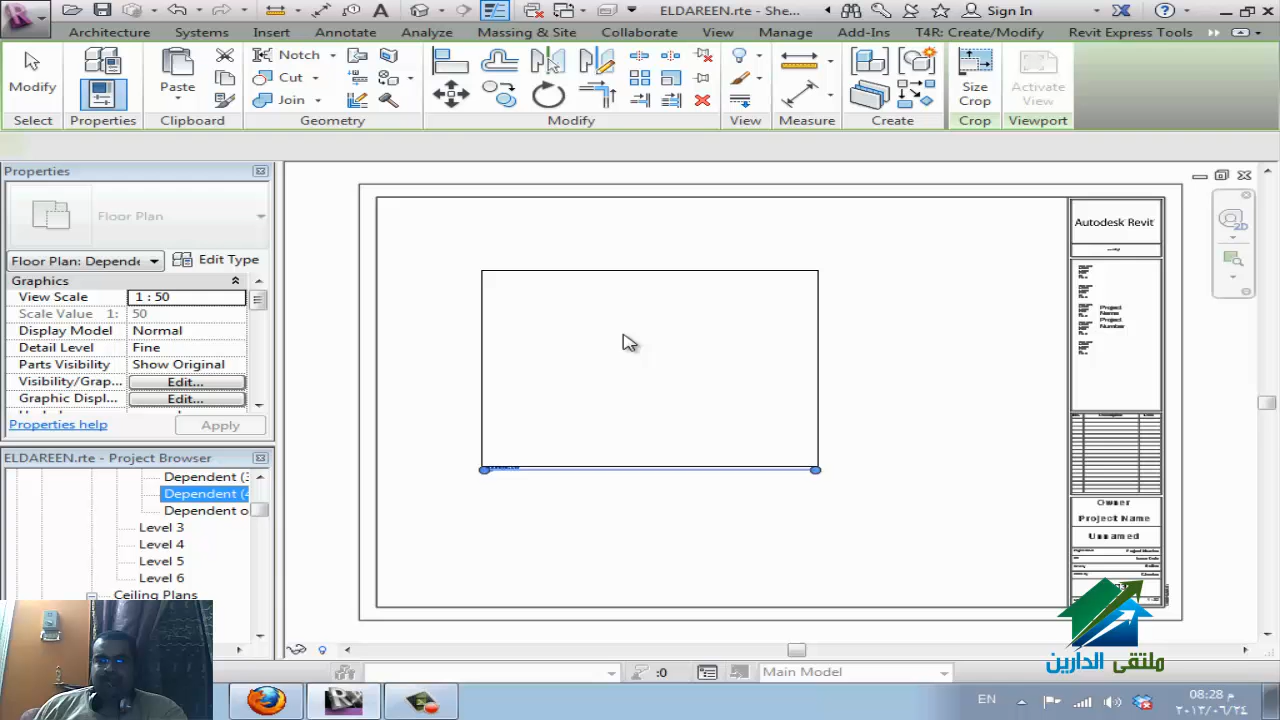 ELDAREEN.rte - She...
Sign In
Architecture
Systems
Insert
Annotate
Analyze
Massing & Site
Collaborate
View
Manage
Add-Ins
T4R: Create/Modify
Revit Express Tools
Modify
Paste
Notch
Cut
Join
Size
Crop
Activate
View
Select
Properties
Clipboard
Geometry
Modify
View
Measure
Create
Crop
Viewport
Properties
Floor Plan
Floor Plan: Depende
Edit Type
Graphics
View Scale
1 : 50
Scale Value 1:
50
Display Model
Normal
Detail Level
Fine
Parts Visibility
Show Original
Visibility/Grap...
Edit...
Graphic Displ...
Edit...
Properties help
Apply
ELDAREEN.rte - Project Browser
Dependent (3
Dependent (4
Dependent o
Level 3
Level 4
Level 5
Level 6
Ceiling Plans
2D
Autodesk Revit
Project
Name
Project
Number
Owner
Project Name
Unnamed
ملتقى الدارين
:0
Main Model
EN
08:28 م
٢٠١٣/٠٦/٢٤